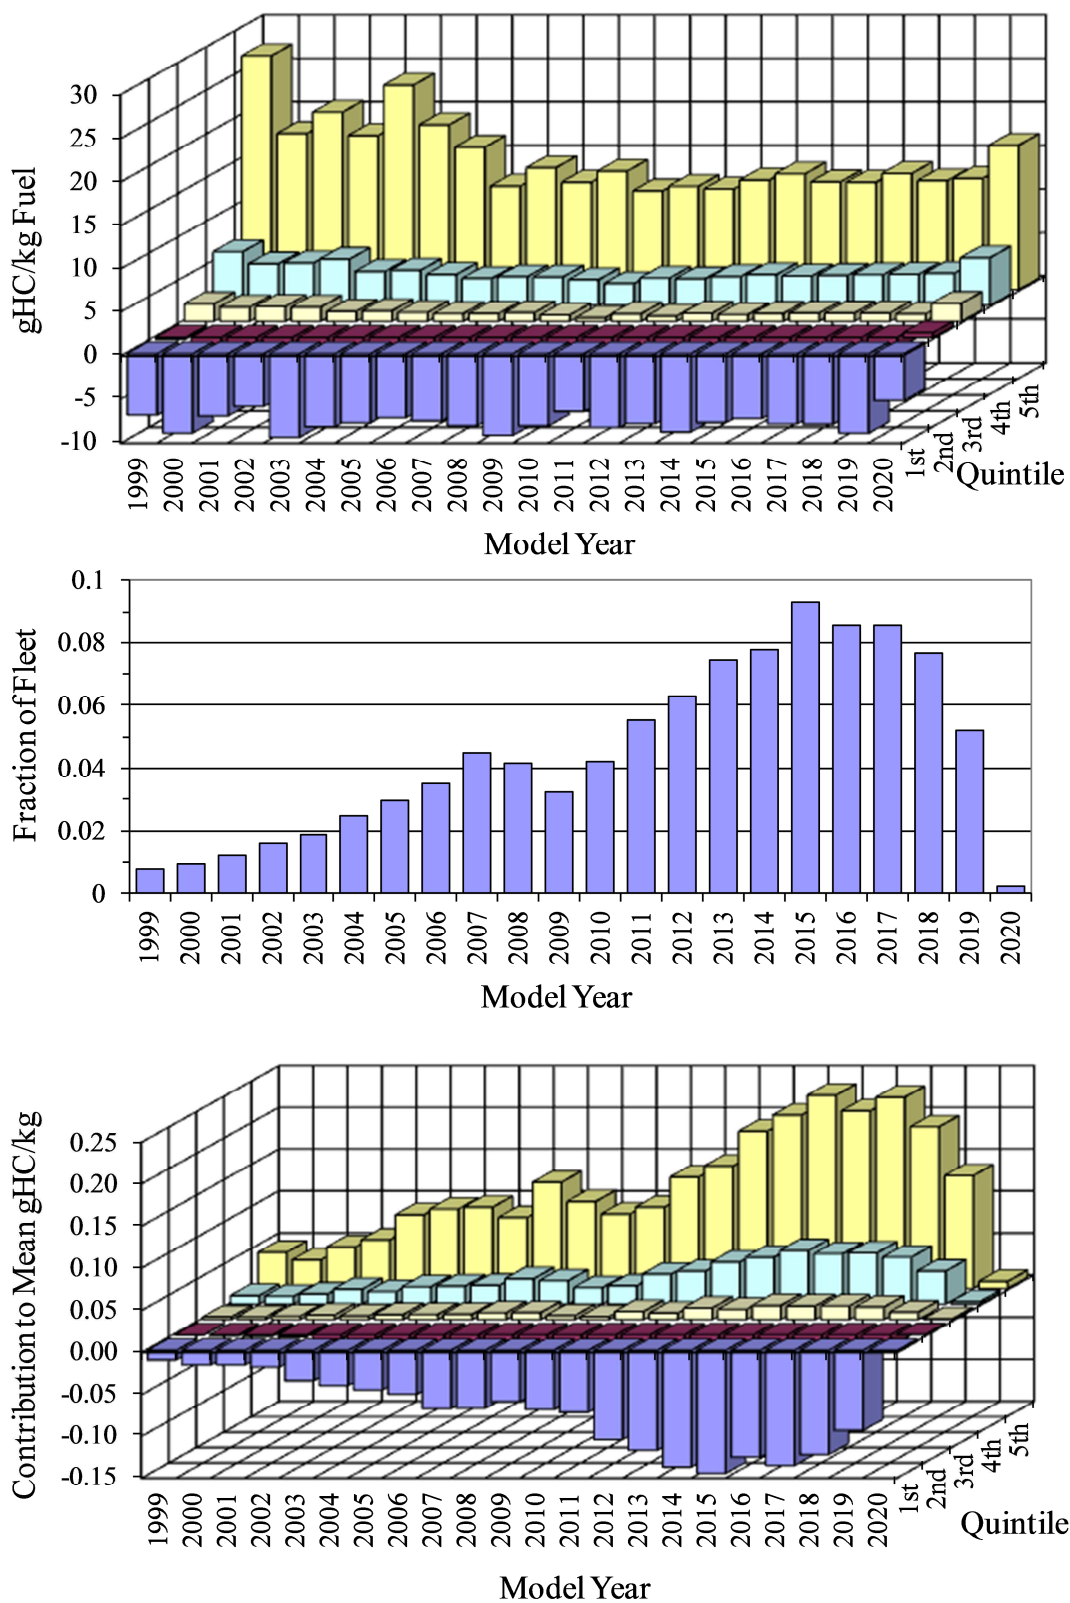 gHC/kg Fuel
30
25
20
15
10
5
0
-5
-10
1999 2000 2001 2002 2003 2004 2005 2006 2007 2008 2009 2010 2011 2012 2013 2014 2015 2016 2017 2018 2019 2020
1st 2nd 3rd 4th 5th
Quintile
Model Year
Fraction of Fleet
0.1
0.08
0.06
0.04
0.02
0
1999 2000 2001 2002 2003 2004 2005 2006 2007 2008 2009 2010 2011 2012 2013 2014 2015 2016 2017 2018 2019 2020
Model Year
Contribution to Mean gHC/kg
0.25
0.20
0.15
0.10
0.05
0.00
-0.05
-0.10
-0.15
1999 2000 2001 2002 2003 2004 2005 2006 2007 2008 2009 2010 2011 2012 2013 2014 2015 2016 2017 2018 2019 2020
1st 2nd 3rd 4th 5th
Quintile
Model Year